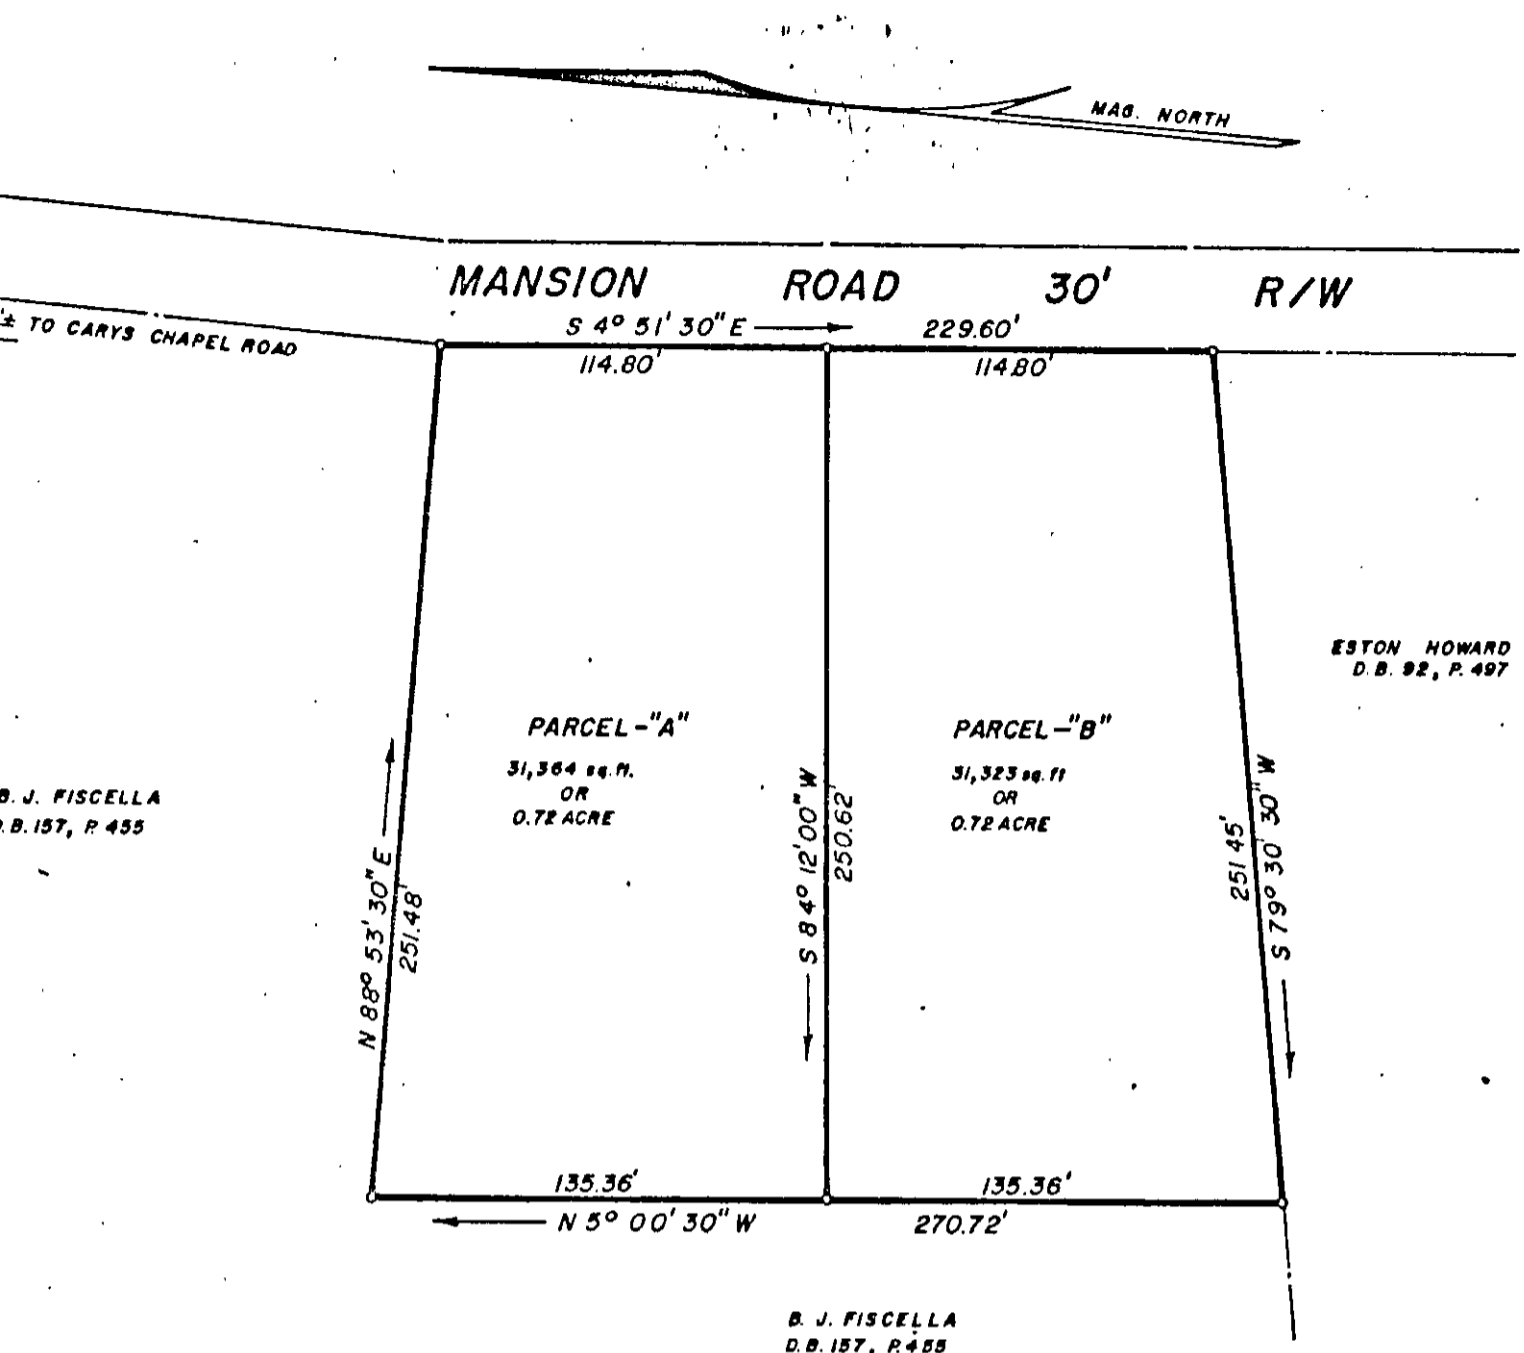 MAG. NORTH
MANSION ROAD 30' R/W
S 4° 51' 30" E 229.60'
'± TO CARYS CHAPEL ROAD
114.80' 114.80'
ESTON HOWARD
D.B. 92, P. 497
PARCEL-"A"
31,364 sq. ft.
OR
0.72 ACRE
PARCEL-"B"
31,323 sq. ft
OR
0.72 ACRE
B. J. FISCELLA
D.B. 157, P. 455
N 88° 53' 30" E
251.48'
S 84° 12' 00" W
250.62'
251.45'
S 79° 30' 30" W
135.36' 135.36'
N 5° 00' 30" W 270.72'
B. J. FISCELLA
D.B. 157, P. 455